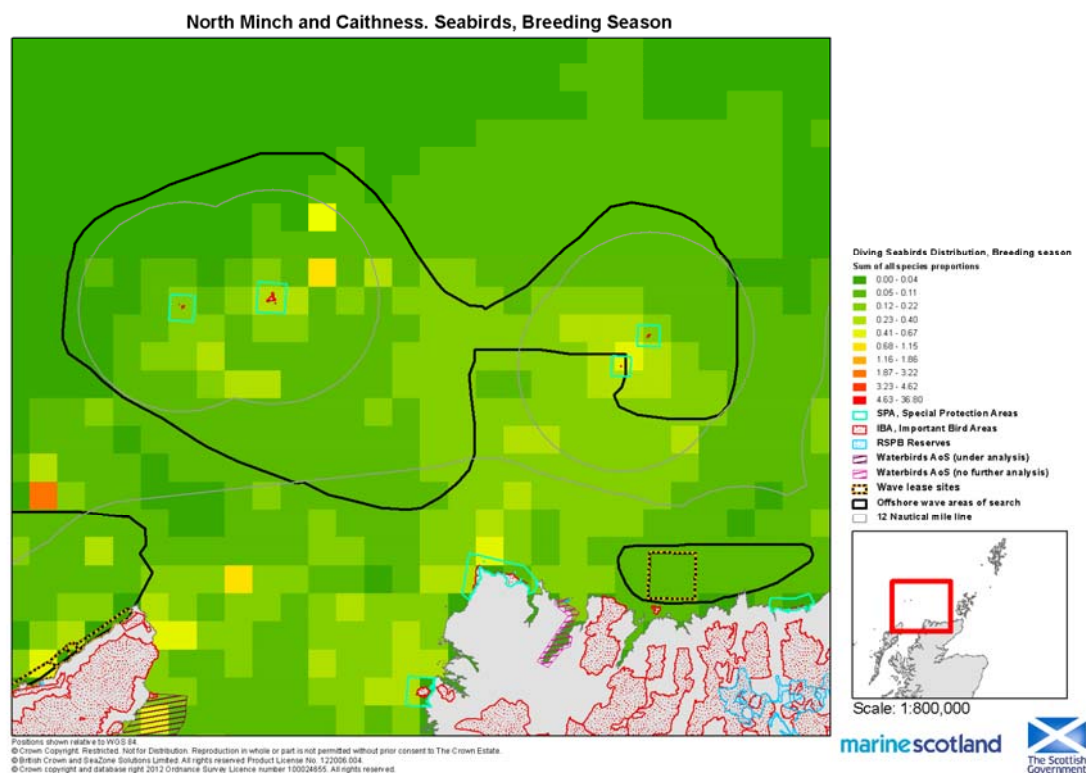 North Minch and Caithness. Seabirds, Breeding Season
Diving Seabirds Distribution, Breeding season
Sum of all species proportions
0.00 - 0.04
0.05 - 0.11
0.12 - 0.22
0.23 - 0.40
0.41 - 0.67
0.68 - 1.15
1.16 - 1.86
1.87 - 3.22
3.23 - 4.62
4.63 - 36.80
SPA, Special Protection Areas
IBA, Important Bird Areas
RSPB Reserves
Waterbirds AoS (under analysis)
Waterbirds AoS (no further analysis)
Wave lease sites
Offshore wave areas of search
12 Nautical mile line
Scale: 1:800,000
marinescotland
The Scottish
Government
Positions shown relative to WGS 84.
© Crown Copyright. Restricted. Not for Distribution. Reproduction in whole or part is not permitted without prior consent to The Crown Estate.
© British Crown and SeaZone Solutions Limited. All rights reserved. Product License No. 122006.004.
© Crown copyright and database right 2012 Ordnance Survey Licence number 100024655. All rights reserved.